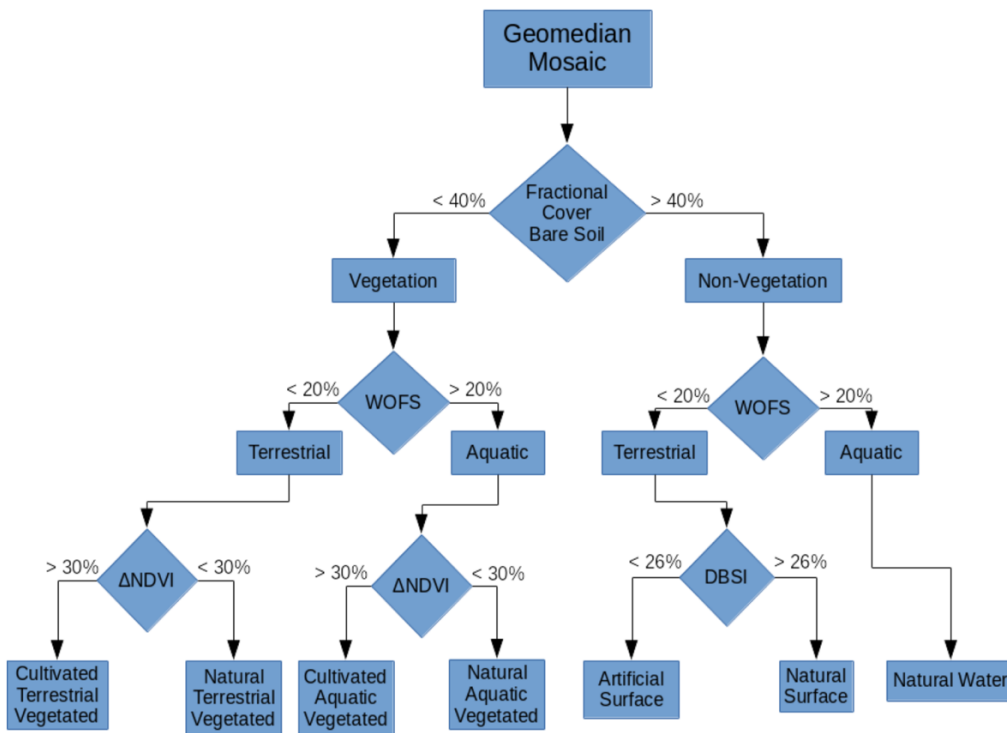 Geomedian
Mosaic
< 40%
Fractional
Cover
Bare Soil
> 40%
Vegetation
Non-Vegetation
< 20%
WOFS
> 20%
< 20%
WOFS
> 20%
Terrestrial
Aquatic
Terrestrial
Aquatic
> 30%
ΔNDVI
< 30%
> 30%
ΔNDVI
< 30%
< 26%
DBSI
> 26%
Cultivated
Terrestrial
Vegetated
Natural
Terrestrial
Vegetated
Cultivated
Aquatic
Vegetated
Natural
Aquatic
Vegetated
Artificial
Surface
Natural
Surface
Natural Water